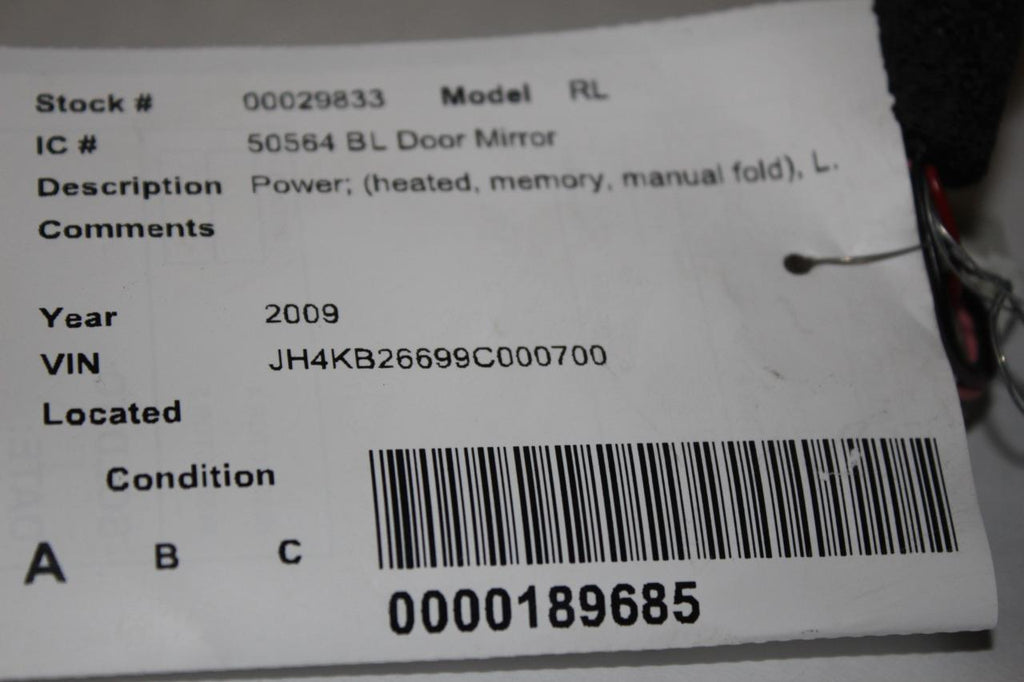 Stock # 00029833 Model RL
IC # 50564 BL Door Mirror
Description Power; (heated, memory, manual fold), L.
Comments
Year 2009
VIN JH4KB26699C000700
Located
Condition
A B C
0000189685